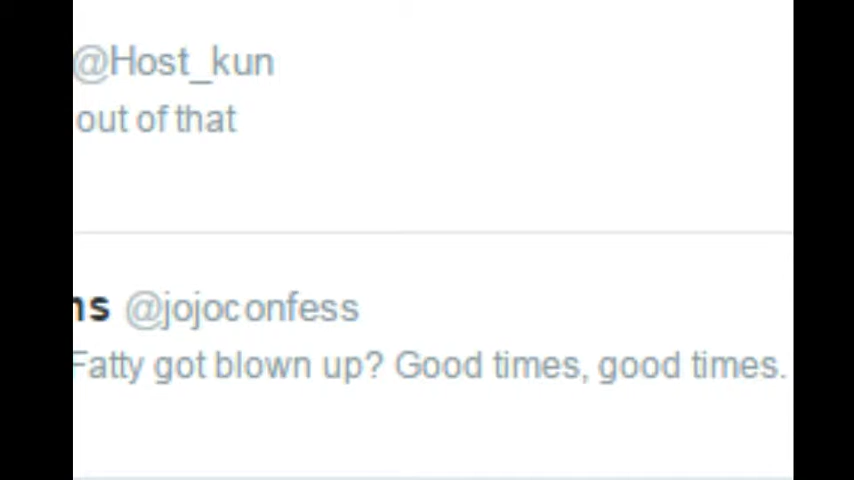 @Host_kun
out of that
ns @jojoconfess
Fatty got blown up? Good times, good times.